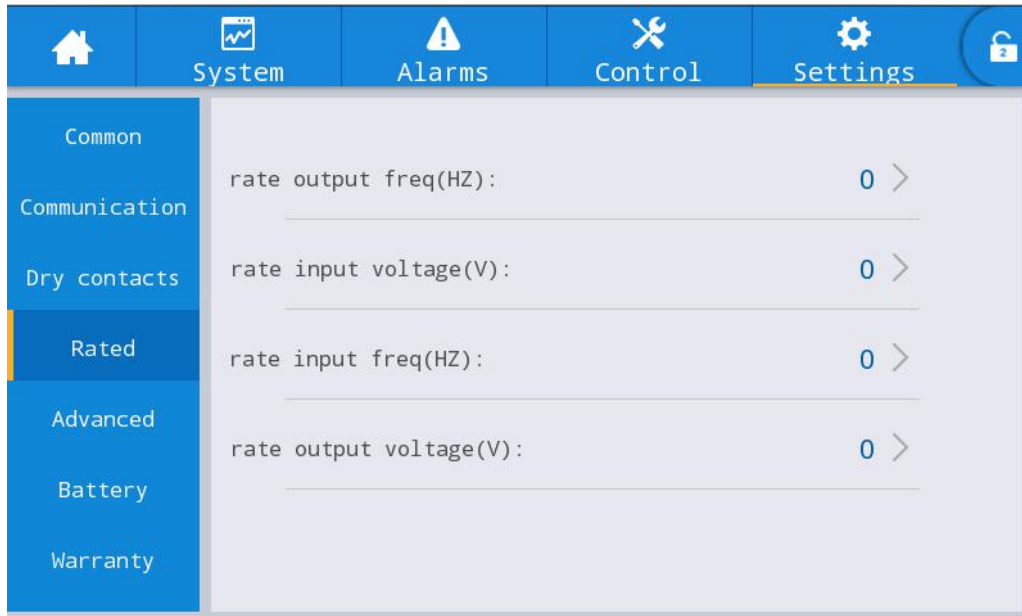 System
Alarms
Control
Settings
2
Common
Communication
Dry contacts
Rated
Advanced
Battery
Warranty
rate output freq(HZ): 0
rate input voltage(V): 0
rate input freq(HZ): 0
rate output voltage(V): 0